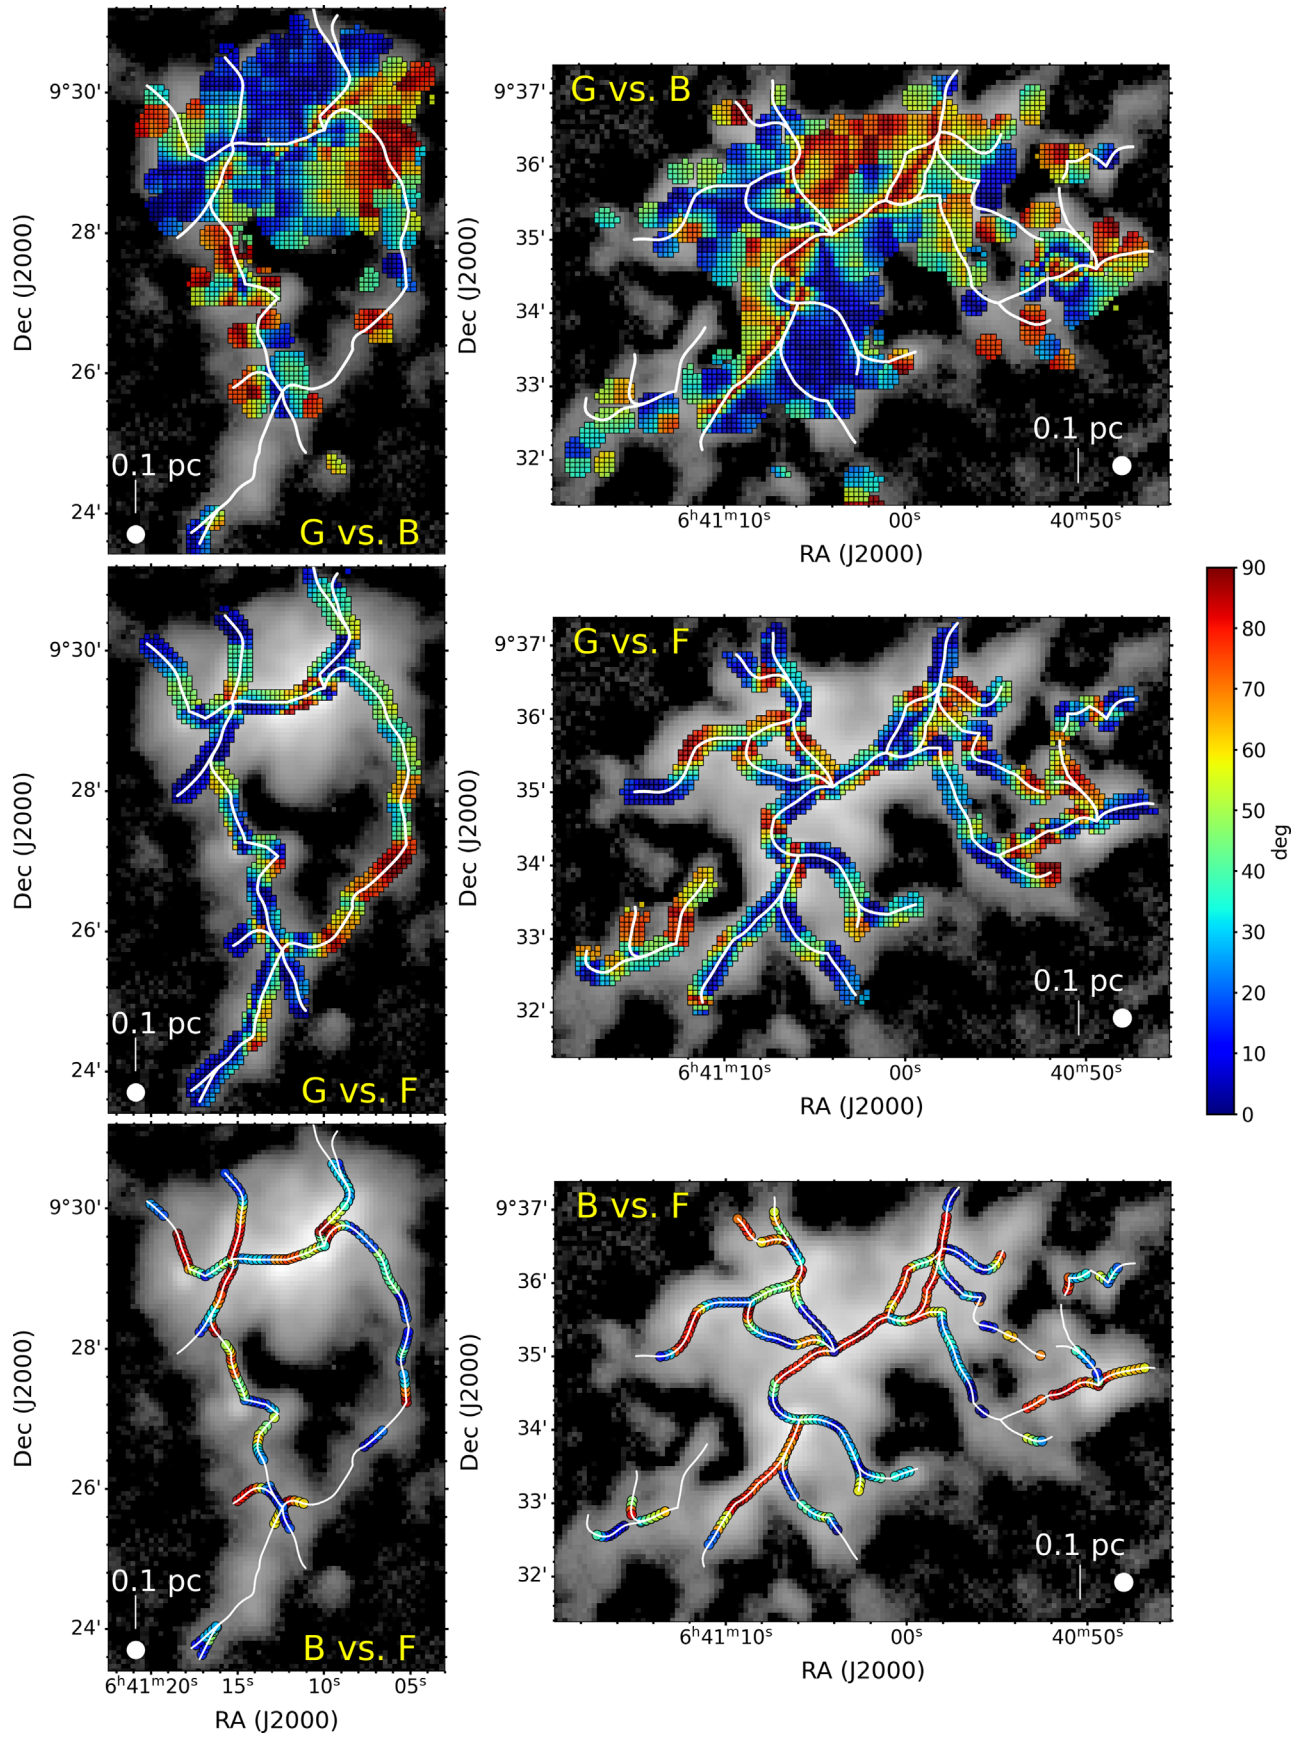 G vs. B
9°30'
28'
26'
24'
Dec (J2000)
0.1 pc
G vs. B
9°37'
36'
35'
34'
33'
32'
Dec (J2000)
0.1 pc
6ʰ41ᵐ10ˢ 00ˢ 40ᵐ50ˢ
RA (J2000)
G vs. F
9°30'
28'
26'
24'
Dec (J2000)
0.1 pc
G vs. F
9°37'
36'
35'
34'
33'
32'
Dec (J2000)
0.1 pc
6ʰ41ᵐ10ˢ 00ˢ 40ᵐ50ˢ
RA (J2000)
90
80
70
60
50
40
30
20
10
0
deg
B vs. F
9°30'
28'
26'
24'
Dec (J2000)
0.1 pc
6ʰ41ᵐ20ˢ 15ˢ 10ˢ 05ˢ
RA (J2000)
B vs. F
9°37'
36'
35'
34'
33'
32'
Dec (J2000)
0.1 pc
6ʰ41ᵐ10ˢ 00ˢ 40ᵐ50ˢ
RA (J2000)